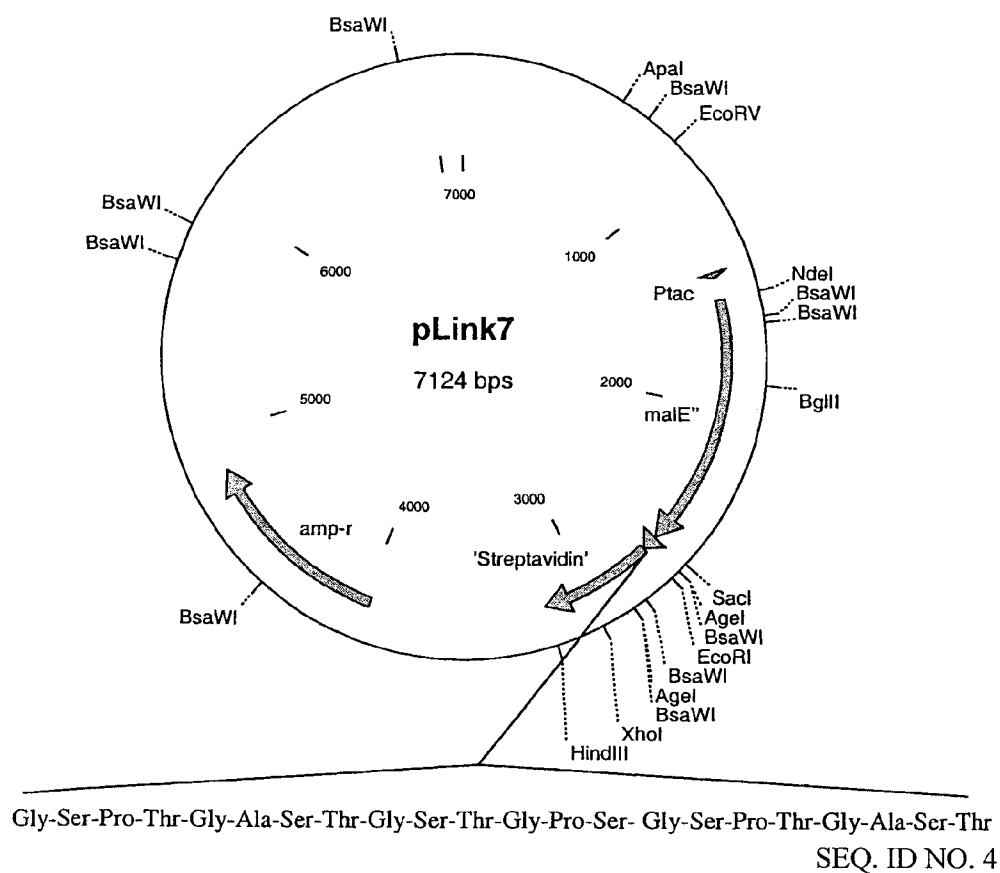 BsaWI
ApaI
BsaWI
EcoRV
7000
BsaWI
BsaWI
6000
1000
Ptac
NdeI
BsaWI
BsaWI
pLink7
7124 bps
5000
2000
malE"
BglII
amp-r
4000
3000
'Streptavidin'
BsaWI
SacI
AgeI
BsaWI
EcoRI
BsaWI
AgeI
BsaWI
XhoI
HindIII
Gly-Ser-Pro-Thr-Gly-Ala-Ser-Thr-Gly-Ser-Thr-Gly-Pro-Ser- Gly-Ser-Pro-Thr-Gly-Ala-Ser-Thr
SEQ. ID NO. 4